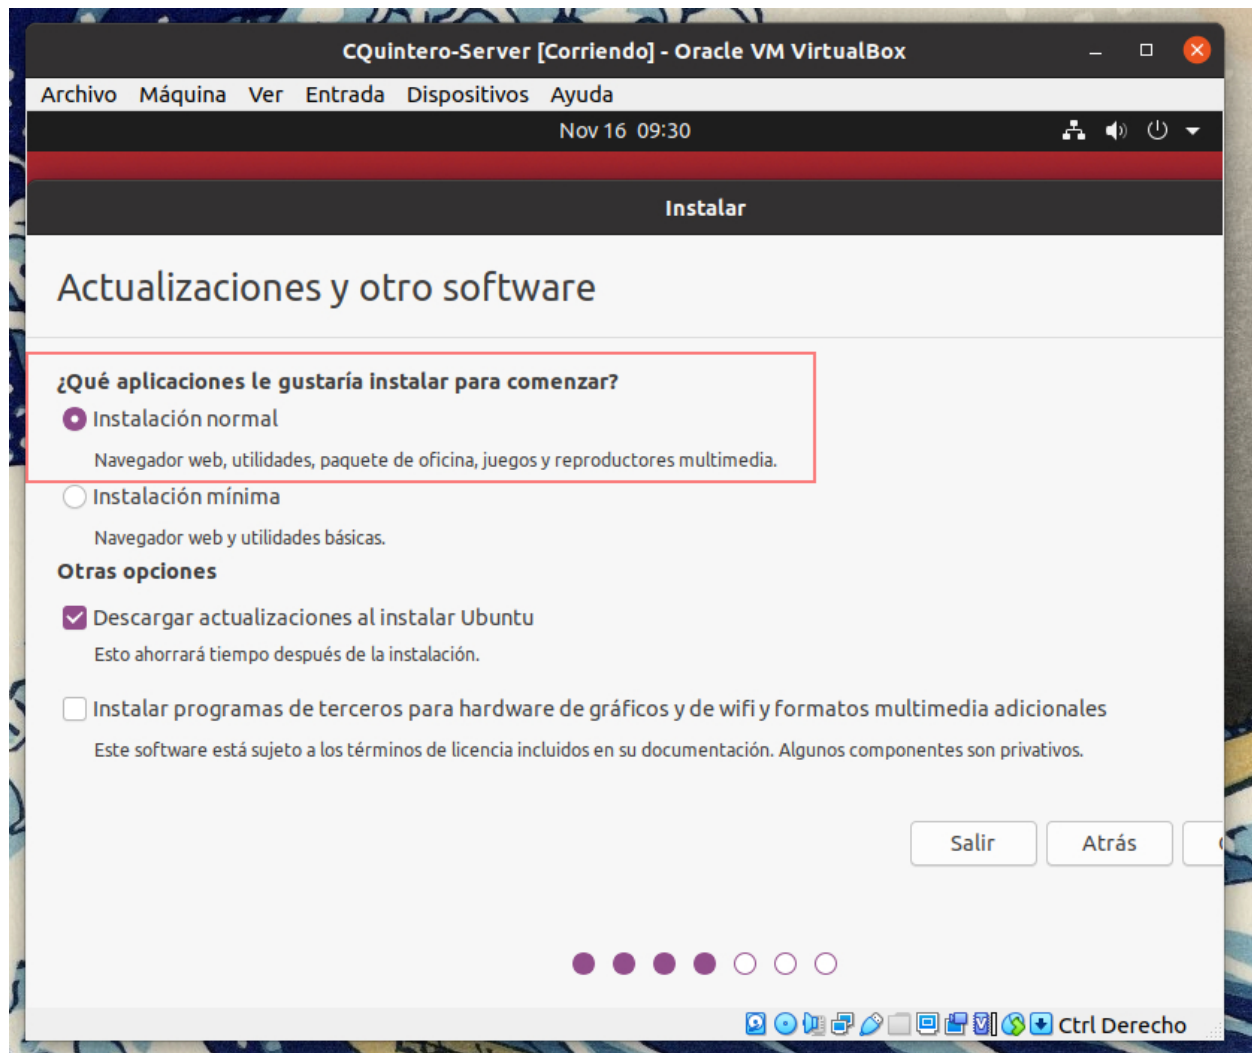 CQuintero-Server [Corriendo] - Oracle VM VirtualBox
Archivo Máquina Ver Entrada Dispositivos Ayuda
Nov 16 09:30
Instalar
Actualizaciones y otro software
¿Qué aplicaciones le gustaría instalar para comenzar?
Instalación normal
Navegador web, utilidades, paquete de oficina, juegos y reproductores multimedia.
Instalación mínima
Navegador web y utilidades básicas.
Otras opciones
Descargar actualizaciones al instalar Ubuntu
Esto ahorrará tiempo después de la instalación.
Instalar programas de terceros para hardware de gráficos y de wifi y formatos multimedia adicionales
Este software está sujeto a los términos de licencia incluidos en su documentación. Algunos componentes son privativos.
Salir Atrás
Ctrl Derecho